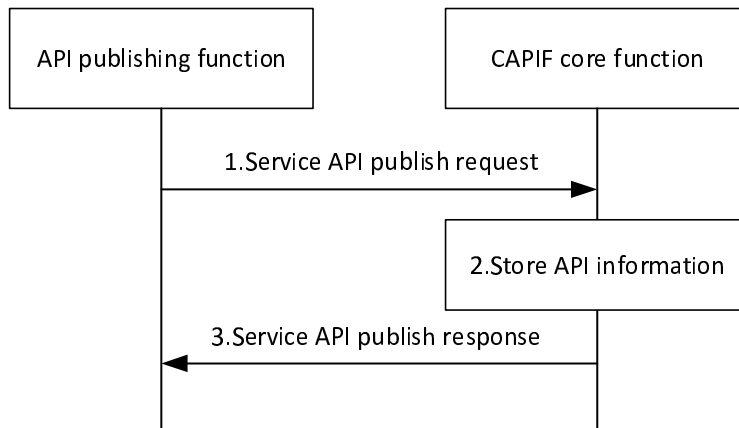 API publishing function
CAPIF core function
1.Service API publish request
2.Store API information
3.Service API publish response